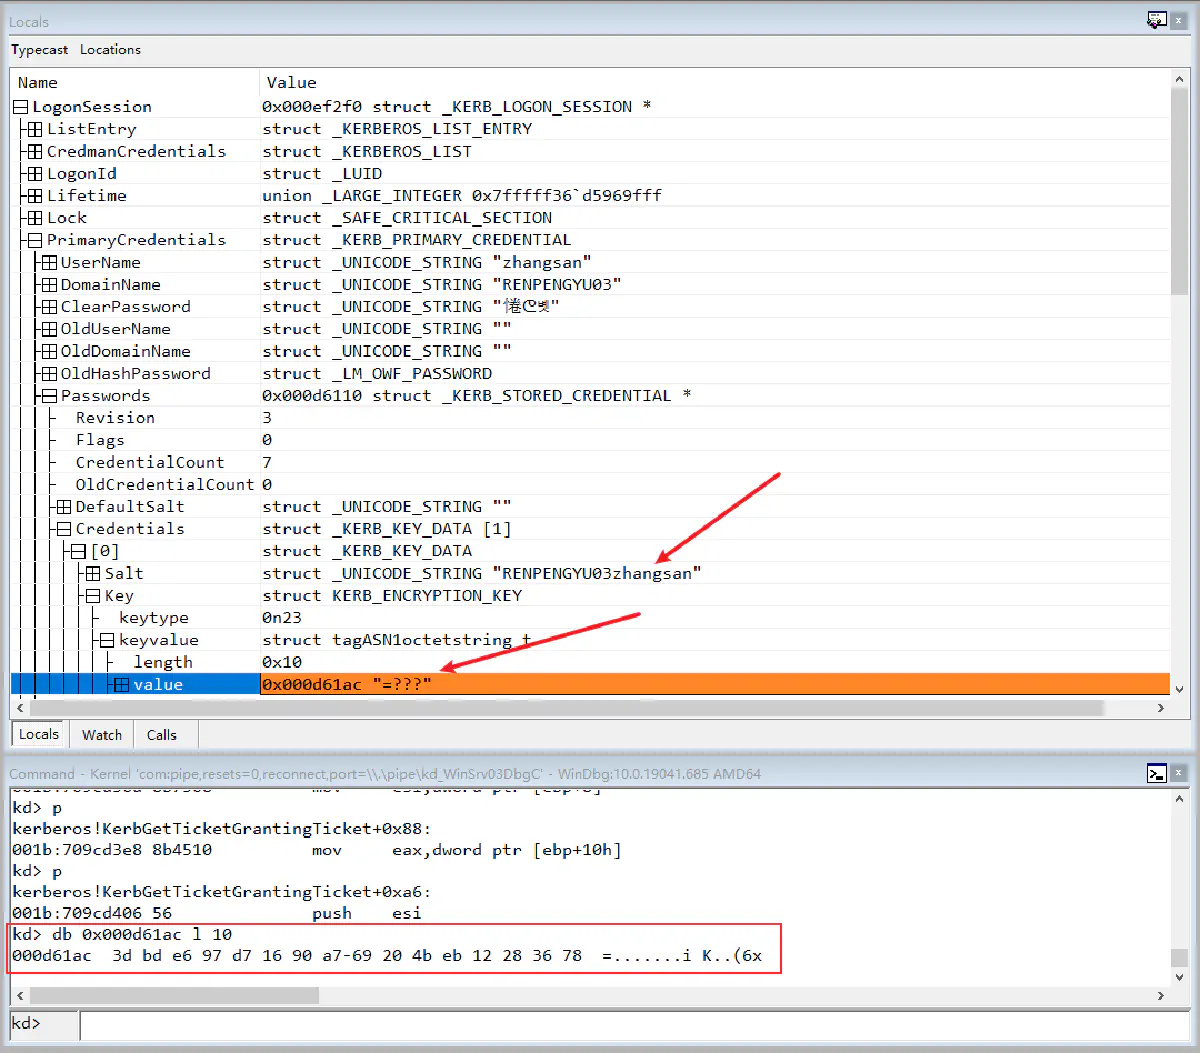 Locals
Typecast Locations
Name Value
LogonSession 0x000ef2f0 struct _KERB_LOGON_SESSION *
ListEntry struct _KERBEROS_LIST_ENTRY
CredmanCredentials struct _KERBEROS_LIST
LogonId struct _LUID
Lifetime union _LARGE_INTEGER 0x7fffff36`d5969fff
Lock struct _SAFE_CRITICAL_SECTION
PrimaryCredentials struct _KERB_PRIMARY_CREDENTIAL
UserName struct _UNICODE_STRING "zhangsan"
DomainName struct _UNICODE_STRING "RENPENGYU03"
ClearPassword struct _UNICODE_STRING
OldUserName struct _UNICODE_STRING ""
OldDomainName struct _UNICODE_STRING ""
OldHashPassword struct _LM_OWF_PASSWORD
Passwords 0x000d6110 struct _KERB_STORED_CREDENTIAL *
Revision 3
Flags 0
CredentialCount 7
OldCredentialCount 0
DefaultSalt struct _UNICODE_STRING ""
Credentials struct _KERB_KEY_DATA [1]
[0] struct _KERB_KEY_DATA
Salt struct _UNICODE_STRING "RENPENGYU03zhangsan"
Key struct KERB_ENCRYPTION_KEY
keytype 0n23
keyvalue struct tagASN1octetstring_t
length 0x10
value 0x000d61ac "=???"
Locals Watch Calls
Command - Kernel 'com:pipe,resets=0,reconnect,port=\\.\pipe\kd_WinSrv03DbgC' - WinDbg:10.0.19041.685 AMD64
kd> p
kerberos!KerbGetTicketGrantingTicket+0x88:
001b:709cd3e8 8b4510 mov eax,dword ptr [ebp+10h]
kd> p
kerberos!KerbGetTicketGrantingTicket+0xa6:
001b:709cd406 56 push esi
kd> db 0x000d61ac l 10
000d61ac 3d bd e6 97 d7 16 90 a7-69 20 4b eb 12 28 36 78 =.......i K..(6x
kd>